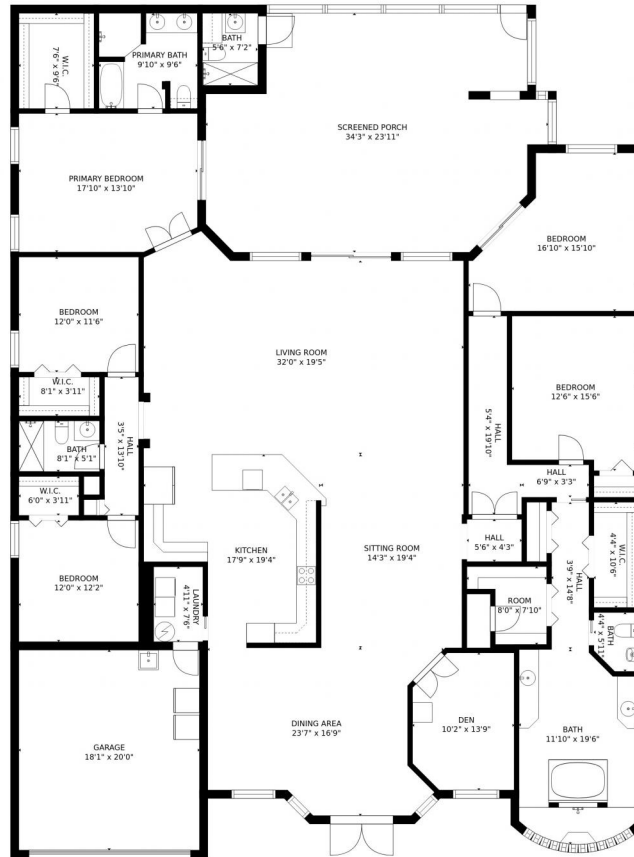 W.I.C.
7'6" x 9'6"
PRIMARY BATH
9'10" x 9'6"
BATH
5'6" x 7'2"
SCREENED PORCH
34'3" x 23'11"
PRIMARY BEDROOM
17'10" x 13'10"
BEDROOM
16'10" x 15'10"
BEDROOM
12'0" x 11'6"
LIVING ROOM
32'0" x 19'5"
W.I.C.
8'1" x 3'11"
HALL
3'5" x 13'10"
BEDROOM
12'6" x 15'6"
HALL
5'4" x 19'10"
BATH
8'1" x 5'1"
HALL
6'9" x 3'3"
W.I.C.
6'0" x 3'11"
W.I.C.
4'4" x 10'6"
KITCHEN
17'9" x 19'4"
SITTING ROOM
14'3" x 19'4"
HALL
5'6" x 4'3"
HALL
3'9" x 14'8"
BEDROOM
12'0" x 12'2"
LAUNDRY
4'11" x 7'6"
ROOM
8'0" x 7'10"
BATH
4'4" x 5'11"
DINING AREA
23'7" x 16'9"
DEN
10'2" x 13'9"
BATH
11'10" x 19'6"
GARAGE
18'1" x 20'0"